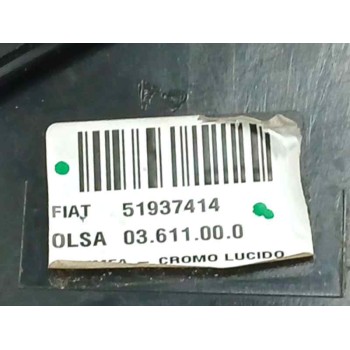 FIAT 51937414
OLSA 03.611.00.0
– CROMO LUCIDO